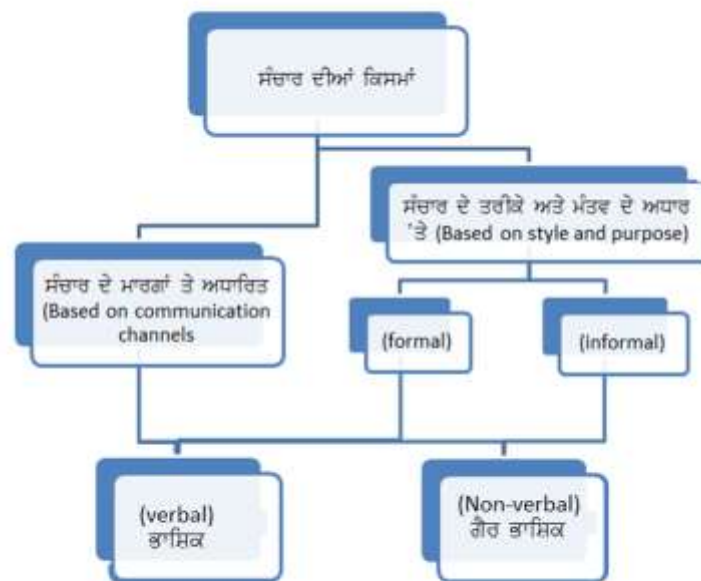 ਸੰਚਾਰ ਦੀਆਂ ਕਿਸਮਾਂ
ਸੰਚਾਰ ਦੇ ਤਰੀਕੇ ਅਤੇ ਮੰਤਵ ਦੇ ਅਧਾਰ
'ਤੇ (Based on style and purpose)
ਸੰਚਾਰ ਦੇ ਮਾਰਗਾਂ ਤੇ ਅਧਾਰਿਤ
(Based on communication
channels
(formal)
(informal)
(verbal)
ਭਾਸ਼ਿਕ
(Non-verbal)
ਗੈਰ ਭਾਸ਼ਿਕ